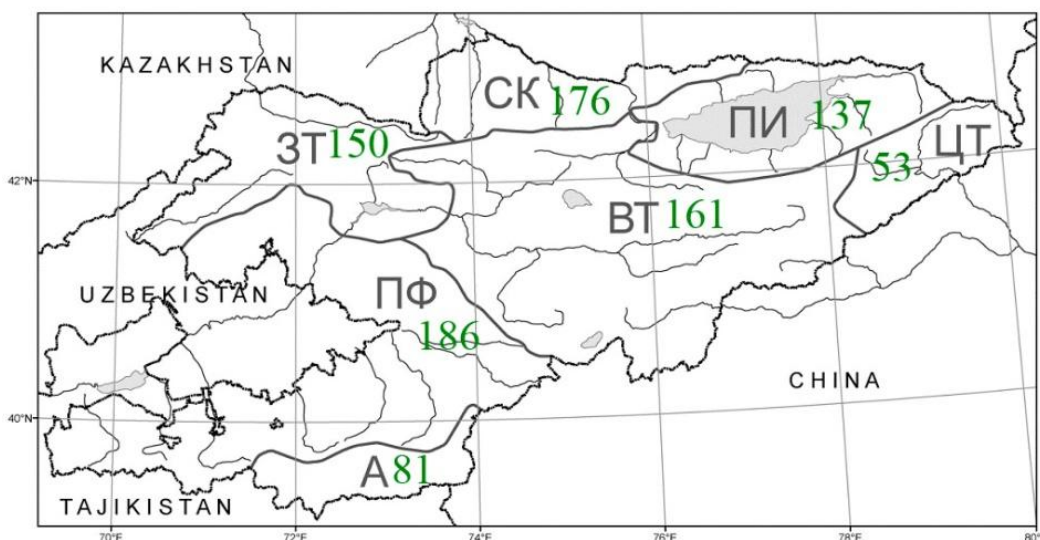 KAZAKHSTAN
СК 176
ПИ 137
ЗТ 150
ЦТ
53
42°N
ВТ 161
UZBEKISTAN
ПФ
186
CHINA
40°N
А 81
TAJIKISTAN
70°E 72°E 74°E 76°E 78°E 80°